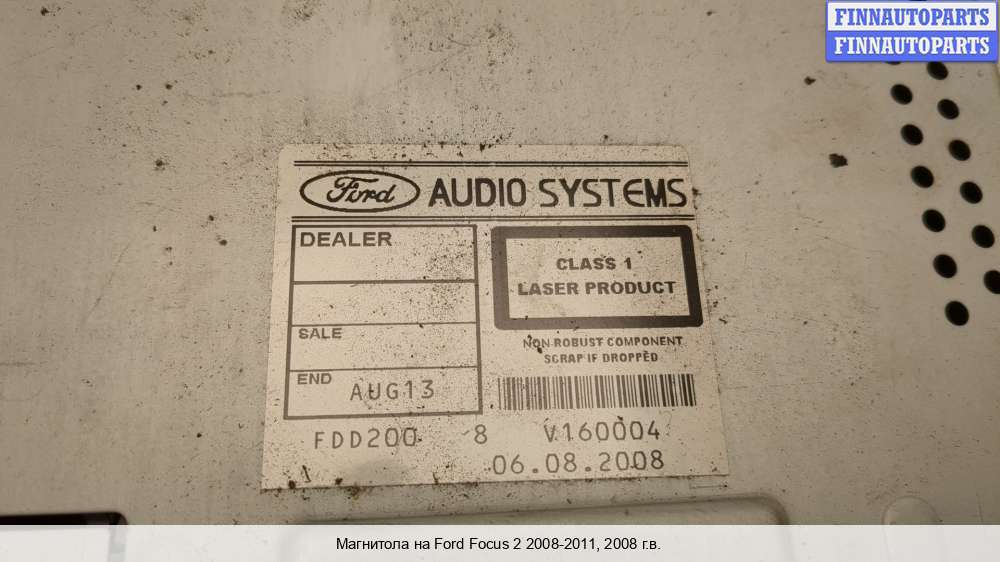 FINNAUTOPARTS
FINNAUTOPARTS
Ford AUDIO SYSTEMS
DEALER
CLASS 1
LASER PRODUCT
SALE
NON ROBUST COMPONENT
SCRAP IF DROPPED
END AUG13
FDD200 8 V160004
06.08.2008
Магнитола на Ford Focus 2 2008-2011, 2008 г.в.